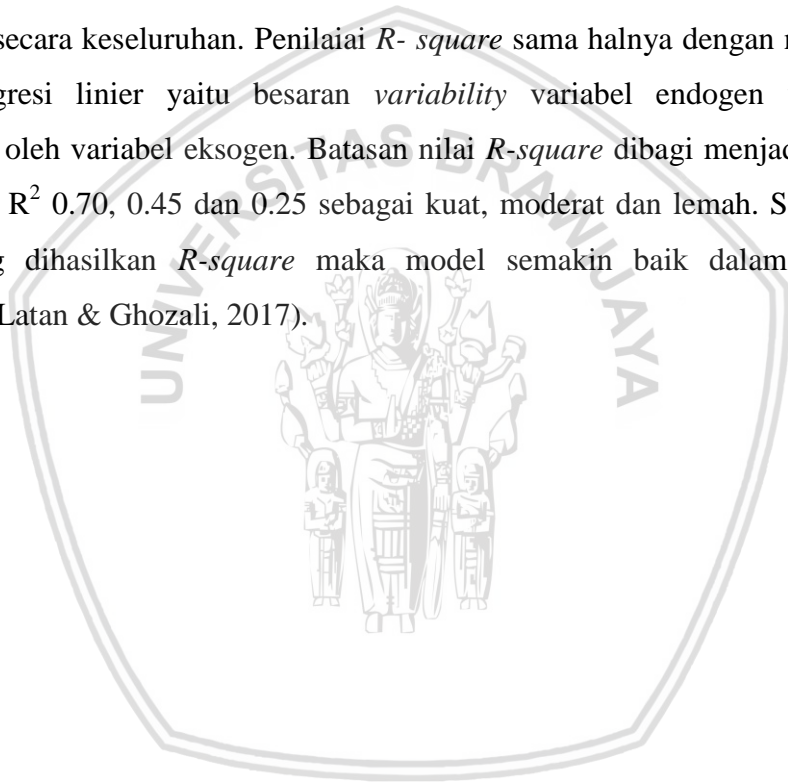 secara keseluruhan. Penilaiai R- square sama halnya dengan
gresi linier yaitu besaran variability variabel endogen
oleh variabel eksogen. Batasan nilai R-square dibagi
R² 0.70, 0.45 dan 0.25 sebagai kuat, moderat dan lemah.
dihasilkan R-square maka model semakin baik dalam
Latan & Ghozali, 2017).
UNIVERSITAS BRAWIJAYA